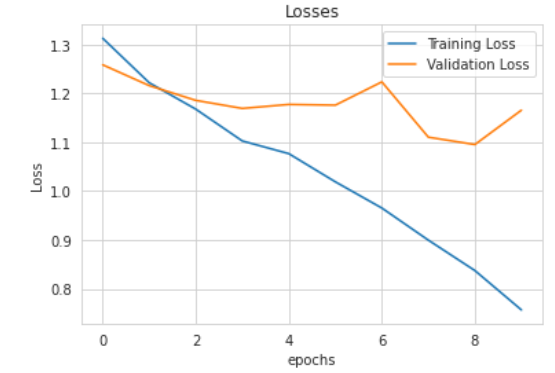 Losses
Training Loss
Validation Loss
1.3
1.2
1.1
1.0
0.9
0.8
Loss
0 2 4 6 8
epochs